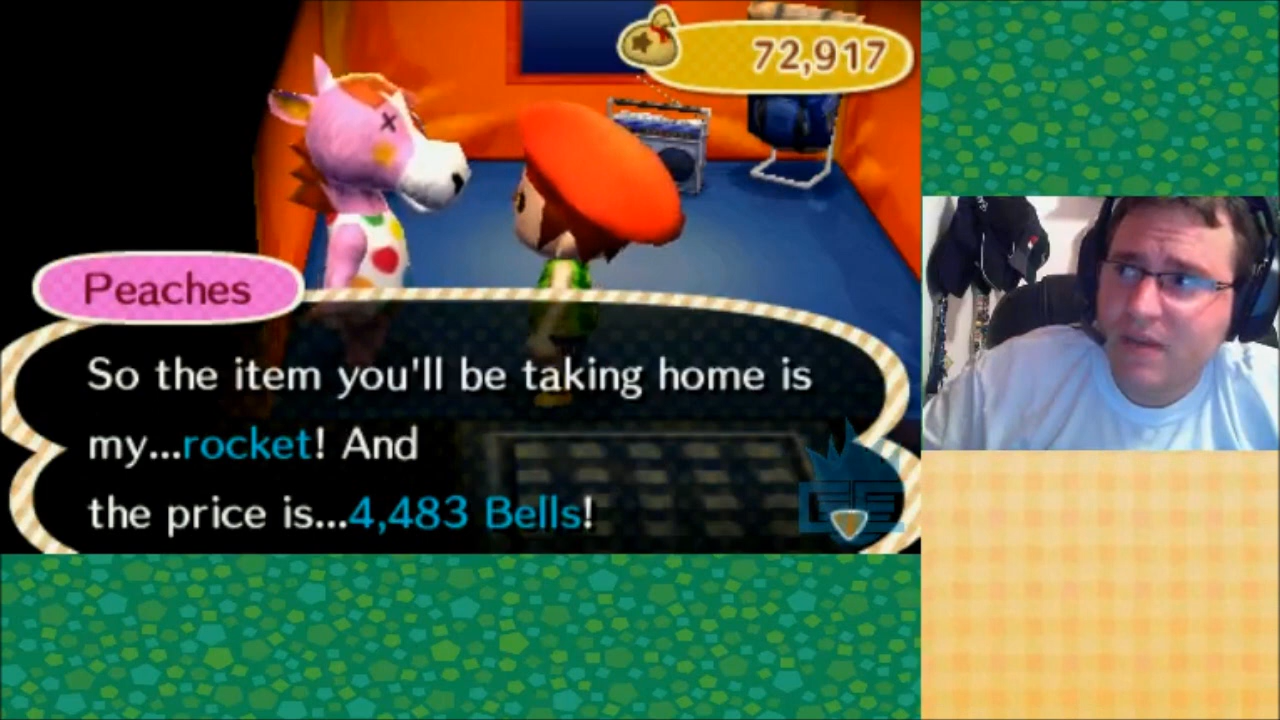 72,917
Peaches
So the item you'll be taking home is
my...rocket! And
the price is...4,483 Bells!